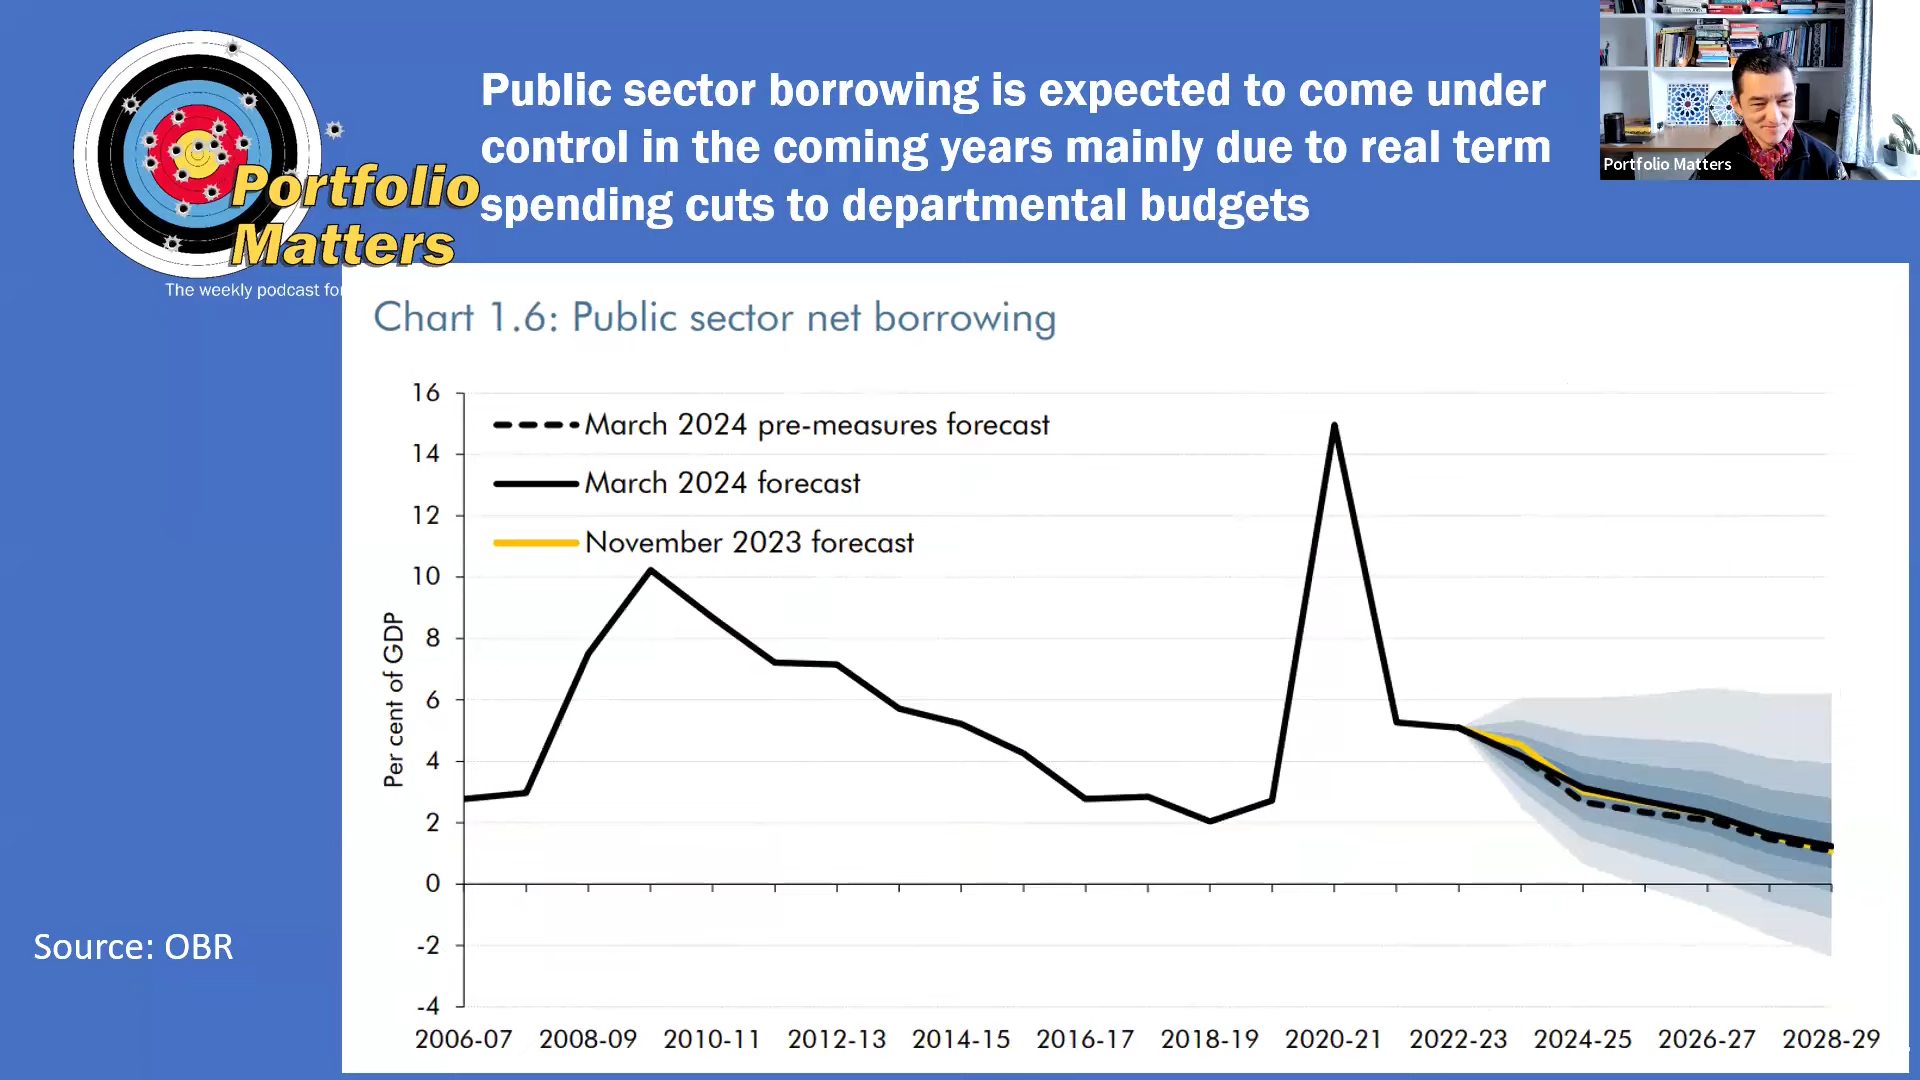 Public sector borrowing is expected to come under
control in the coming years mainly due to real term
spending cuts to departmental budgets
Portfolio
Matters
The weekly podcast for
Portfolio Matters
Chart 1.6: Public sector net borrowing
Per cent of GDP
16
14
12
10
8
6
4
2
0
-2
-4
March 2024 pre-measures forecast
March 2024 forecast
November 2023 forecast
2006-07 2008-09 2010-11 2012-13 2014-15 2016-17 2018-19 2020-21 2022-23 2024-25 2026-27 2028-29
Source: OBR